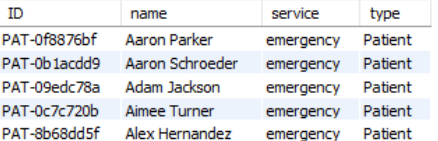 ID name service type
PAT-0f8876bf Aaron Parker emergency Patient
PAT-0b1acdd9 Aaron Schroeder emergency Patient
PAT-09edc78a Adam Jackson emergency Patient
PAT-0c7c720b Aimee Turner emergency Patient
PAT-8b68dd5f Alex Hernandez emergency Patient